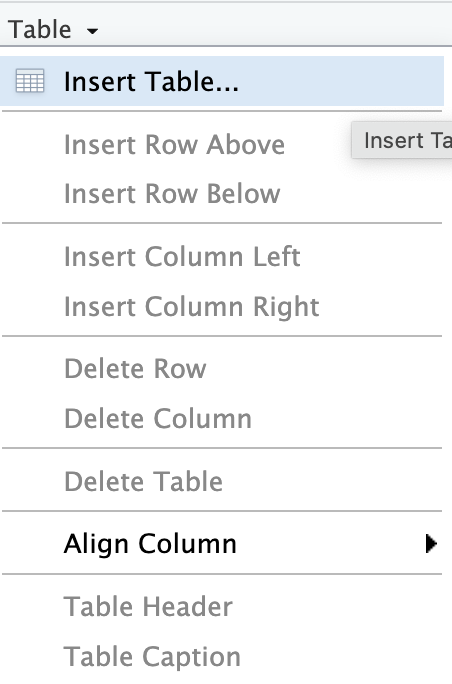 Table
Insert Table...
Insert Row Above
Insert Ta
Insert Row Below
Insert Column Left
Insert Column Right
Delete Row
Delete Column
Delete Table
Align Column
Table Header
Table Caption